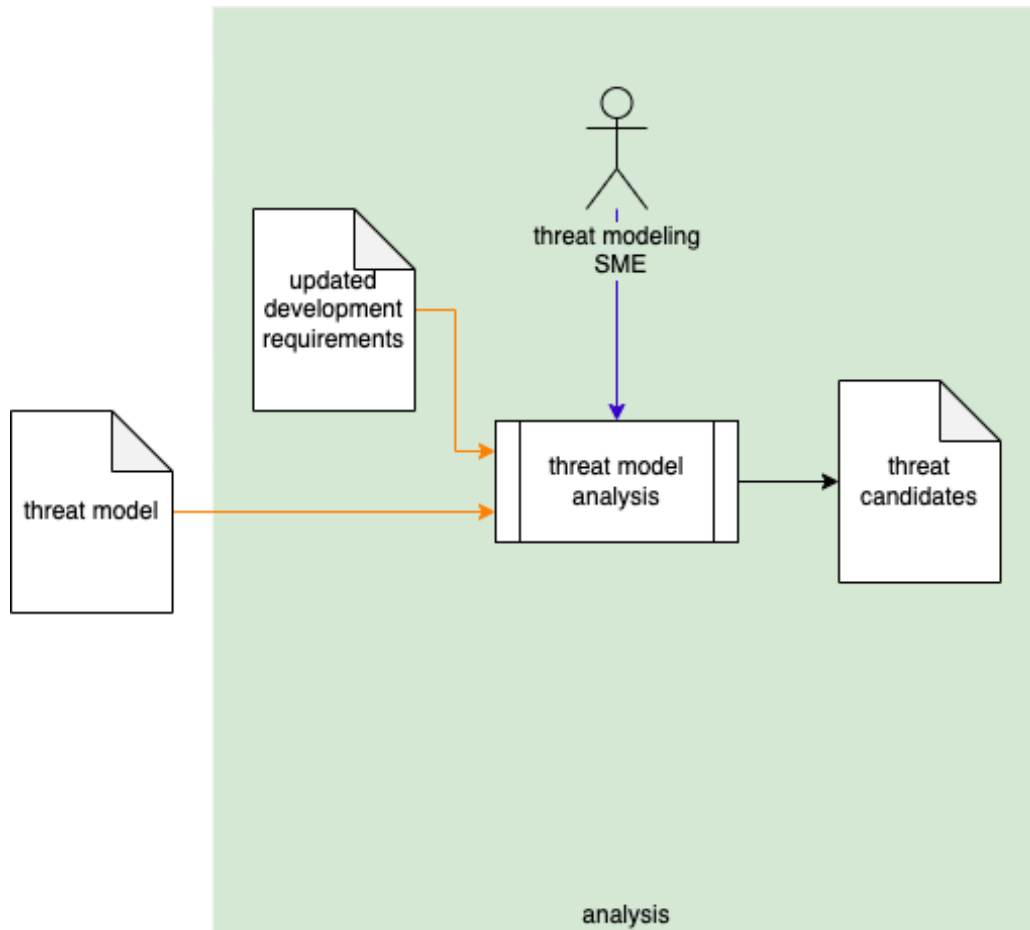 threat modeling
SME
updated
development
requirements
threat model
threat model
analysis
threat
candidates
analysis